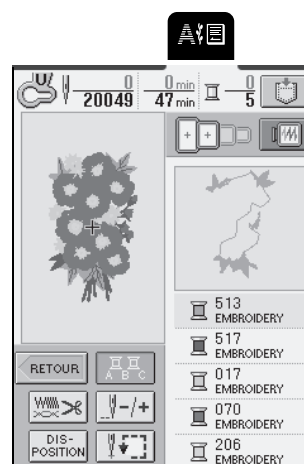 A
U
0
20049
0 min
47 min
0
5
513
EMBROIDERY
517
EMBROIDERY
017
EMBROIDERY
070
EMBROIDERY
206
EMBROIDERY
RETOUR
A B C
-/+
DIS-
POSITION